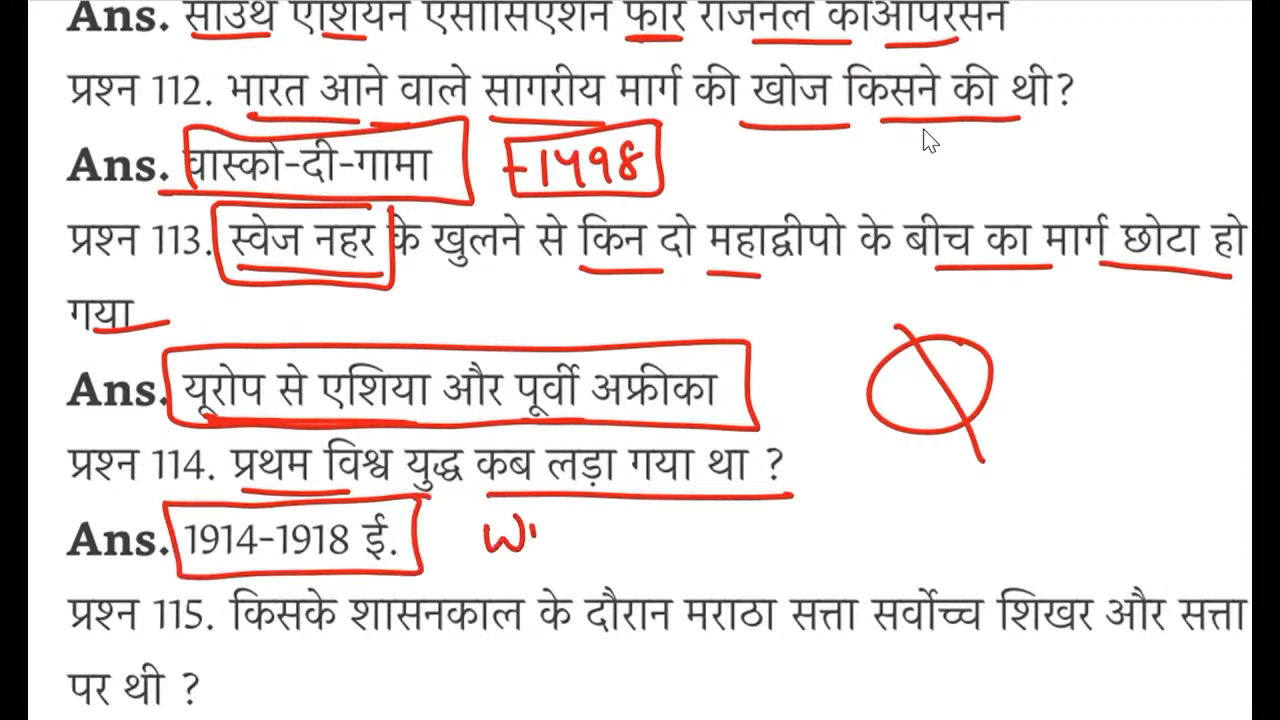 Ans. साउथ एशियन एसोसिएशन फॉर रीजनल कोऑपरेसन
प्रश्न 112. भारत आने वाले सागरीय मार्ग की खोज किसने की थी?
Ans. वास्को-दी-गामा -1498
प्रश्न 113. स्वेज नहर के खुलने से किन दो महाद्वीपो के बीच का मार्ग छोटा हो
गया
Ans. यूरोप से एशिया और पूर्वी अफ्रीका
प्रश्न 114. प्रथम विश्व युद्ध कब लड़ा गया था ?
Ans. 1914-1918 ई. W
प्रश्न 115. किसके शासनकाल के दौरान मराठा सत्ता सर्वोच्च शिखर और सत्ता
पर थी ?